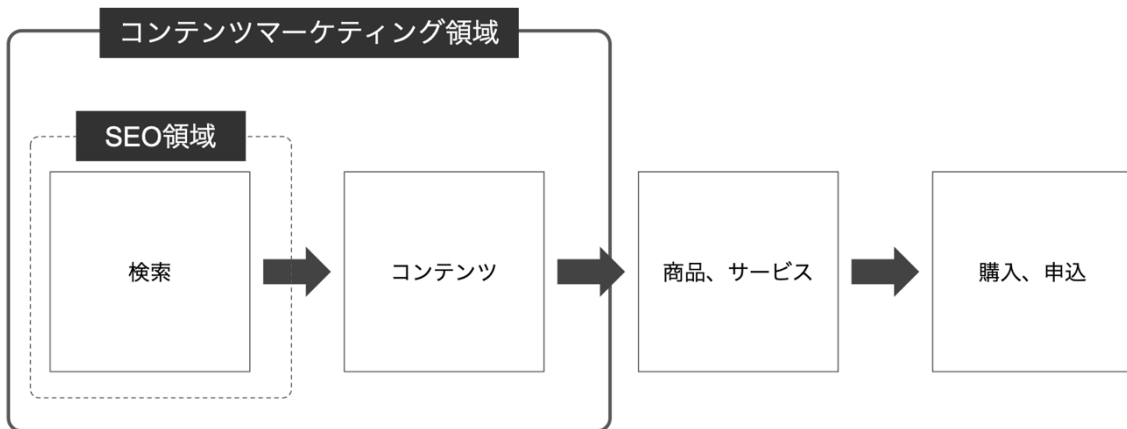 コンテンツマーケティング領域
SEO領域
検索
コンテンツ
商品、サービス
購入、申込